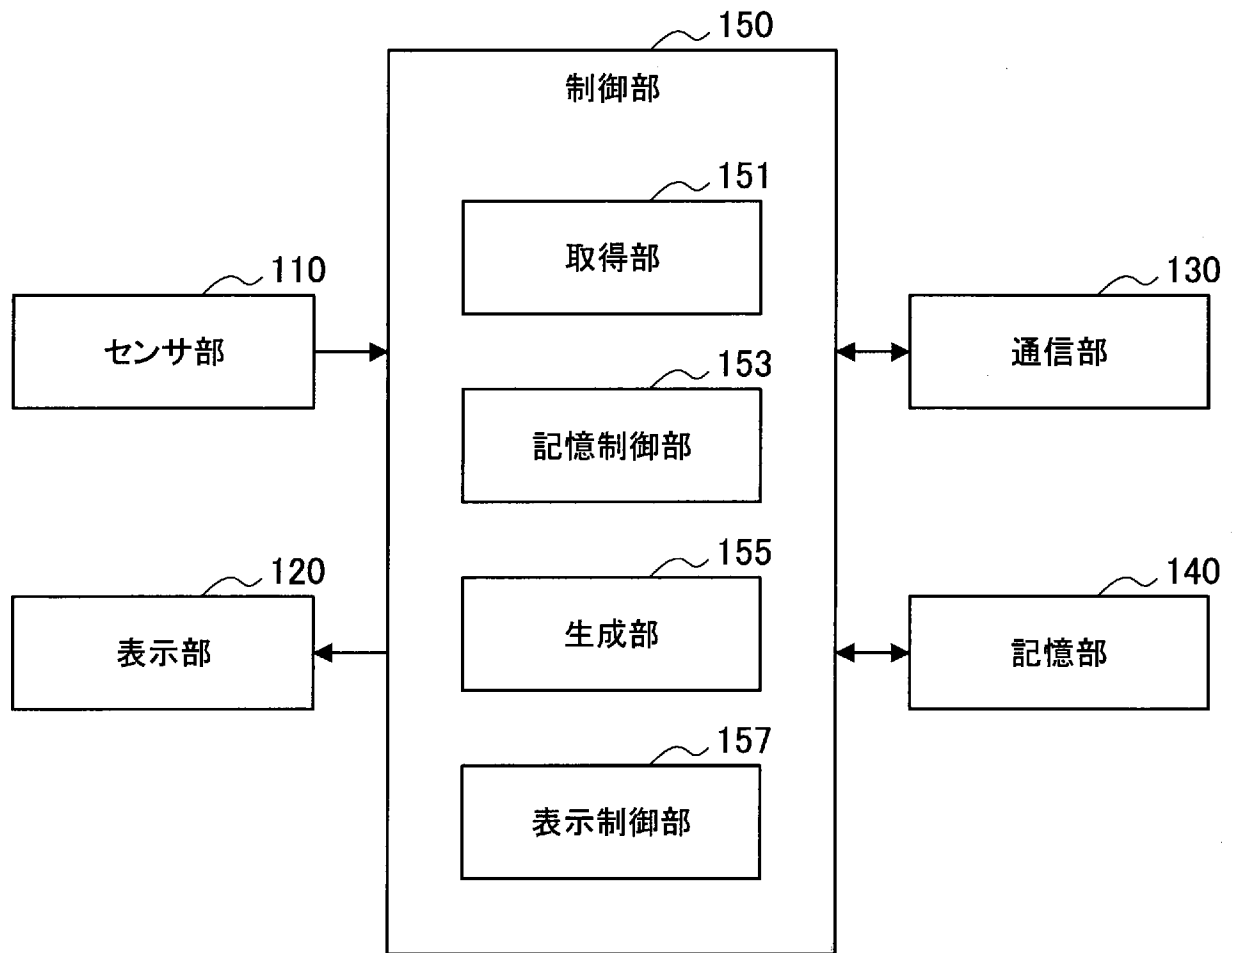 150
制御部
151
取得部
110
センサ部
130
通信部
153
記憶制御部
155
生成部
120
表示部
140
記憶部
157
表示制御部